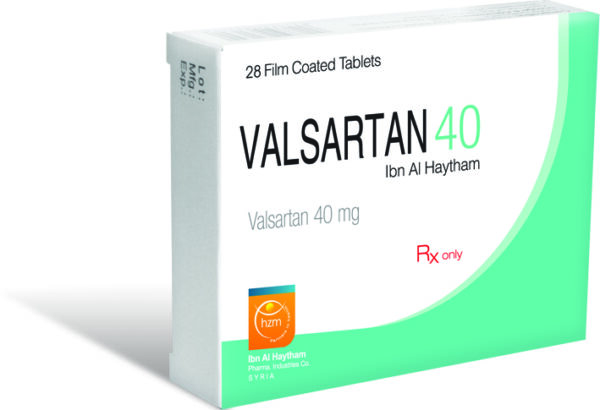 Lot:
Mfg.:
Exp.:
28 Film Coated Tablets
VALSARTAN 40
Ibn Al Haytham
Valsartan 40 mg
Rx only
hzm
Ibn Al Haytham
Pharma. Industries Co.
SYRIA